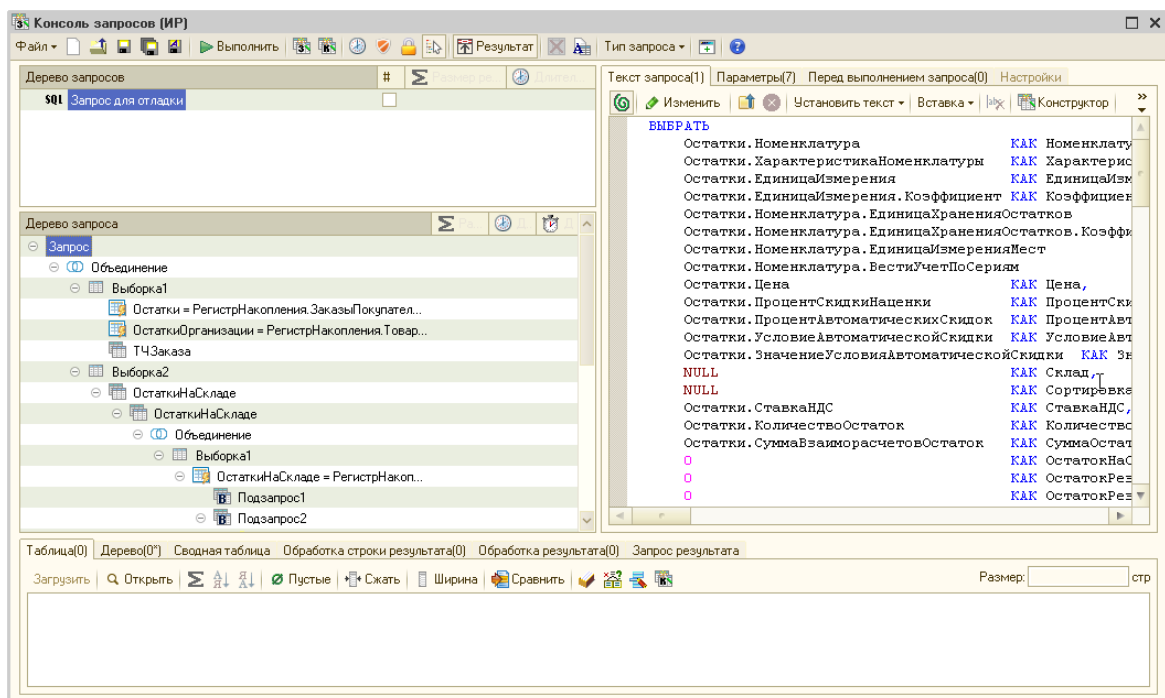 Консоль запросов (ИР)
Файл Выполнить Результат Тип запроса
Дерево запросов # Размер ре... Длител...
SQL Запрос для отладки
Дерево запроса Ра... Д... Д...
Запрос
Объединение
Выборка1
Остатки = РегистрНакопления.ЗаказыПокупател...
ОстаткиОрганизации = РегистрНакопления.Товар...
ТЧЗаказа
Выборка2
ОстаткиНаСкладе
ОстаткиНаСкладе
Объединение
Выборка1
ОстаткиНаСкладе = РегистрНакоп...
Подзапрос1
Подзапрос2
Текст запроса(1) Параметры(7) Перед выполнением запроса(0) Настройки
Изменить Установить текст Вставка Конструктор
ВЫБРАТЬ
Остатки.Номенклатура КАК Номенклату
Остатки.ХарактеристикаНоменклатуры КАК Характерис
Остатки.ЕдиницаИзмерения КАК ЕдиницаИзм
Остатки.ЕдиницаИзмерения.Коэффициент КАК Коэффициен
Остатки.Номенклатура.ЕдиницаХраненияОстатков
Остатки.Номенклатура.ЕдиницаХраненияОстатков.Коэффи
Остатки.Номенклатура.ЕдиницаИзмеренияМест
Остатки.Номенклатура.ВестиУчетПоСериям
Остатки.Цена КАК Цена,
Остатки.ПроцентСкидкиНаценки КАК ПроцентСки
Остатки.ПроцентАвтоматическихСкидок КАК ПроцентАвт
Остатки.УсловиеАвтоматическойСкидки КАК УсловиеАвт
Остатки.ЗначениеУсловияАвтоматическойСкидки КАК Зн
NULL КАК Склад,
NULL КАК Сортировка
Остатки.СтавкаНДС КАК СтавкаНДС,
Остатки.КоличествоОстаток КАК Количество
Остатки.СуммаВзаиморасчетовОстаток КАК СуммаОстат
0 КАК ОстатокНаС
0 КАК ОстатокРез
0 КАК ОстатокРез
Таблица(0) Дерево(0*) Сводная таблица Обработка строки результата(0) Обработка результата(0) Запрос результата
Загрузить Открыть Пустые Сжать Ширина Сравнить Размер: стр